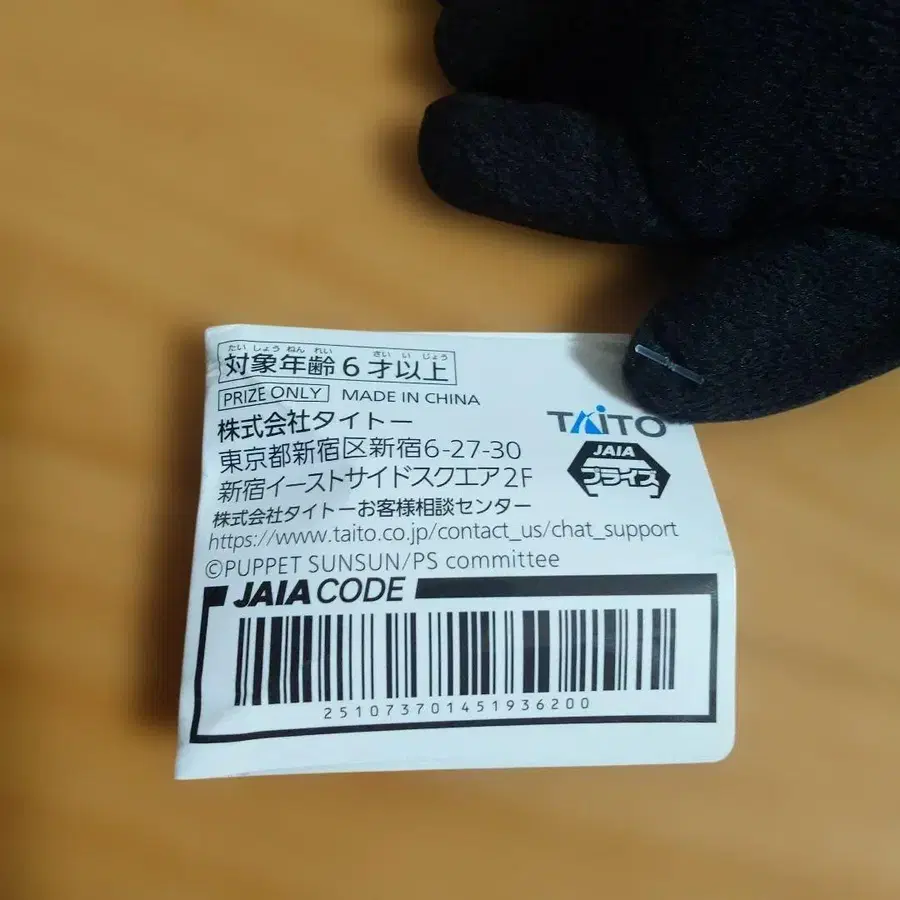 たいしょうねんれい さいいじょう
対象年齢6才以上
PRIZE ONLY MADE IN CHINA
株式会社タイトー
TAITO
東京都新宿区新宿6-27-30
JAIA
プライズ
新宿イーストサイドスクエア2F
株式会社タイトーお客様相談センター
https://www.taito.co.jp/contact_us/chat_support
©PUPPET SUNSUN/PS committee
JAIA CODE
251073701451936200